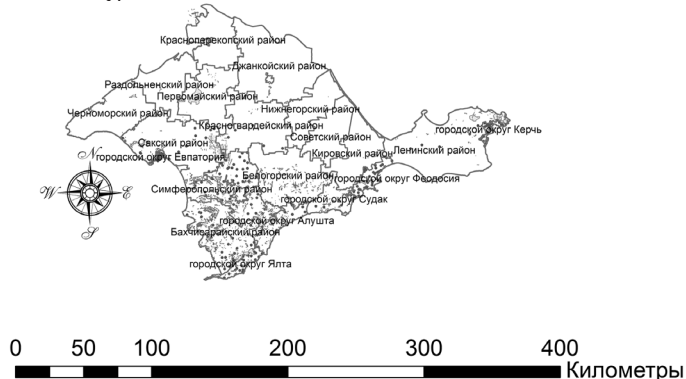 Красноперекопский район
Джанкойский район
Раздольненский район
Первомайский район
Нижнегорский район
Черноморский район
Красногвардейский район
городской округ Керчь
Советский район
Сакский район
Ленинский район
Кировский район
городской округ Евпатория
Белогорский район
городской округ Феодосия
Симферопольский район
городской округ Судак
городской округ Алушта
Бахчисарайский район
городской округ Ялта
N
W
E
S
0 50 100 200 300 400
Километры